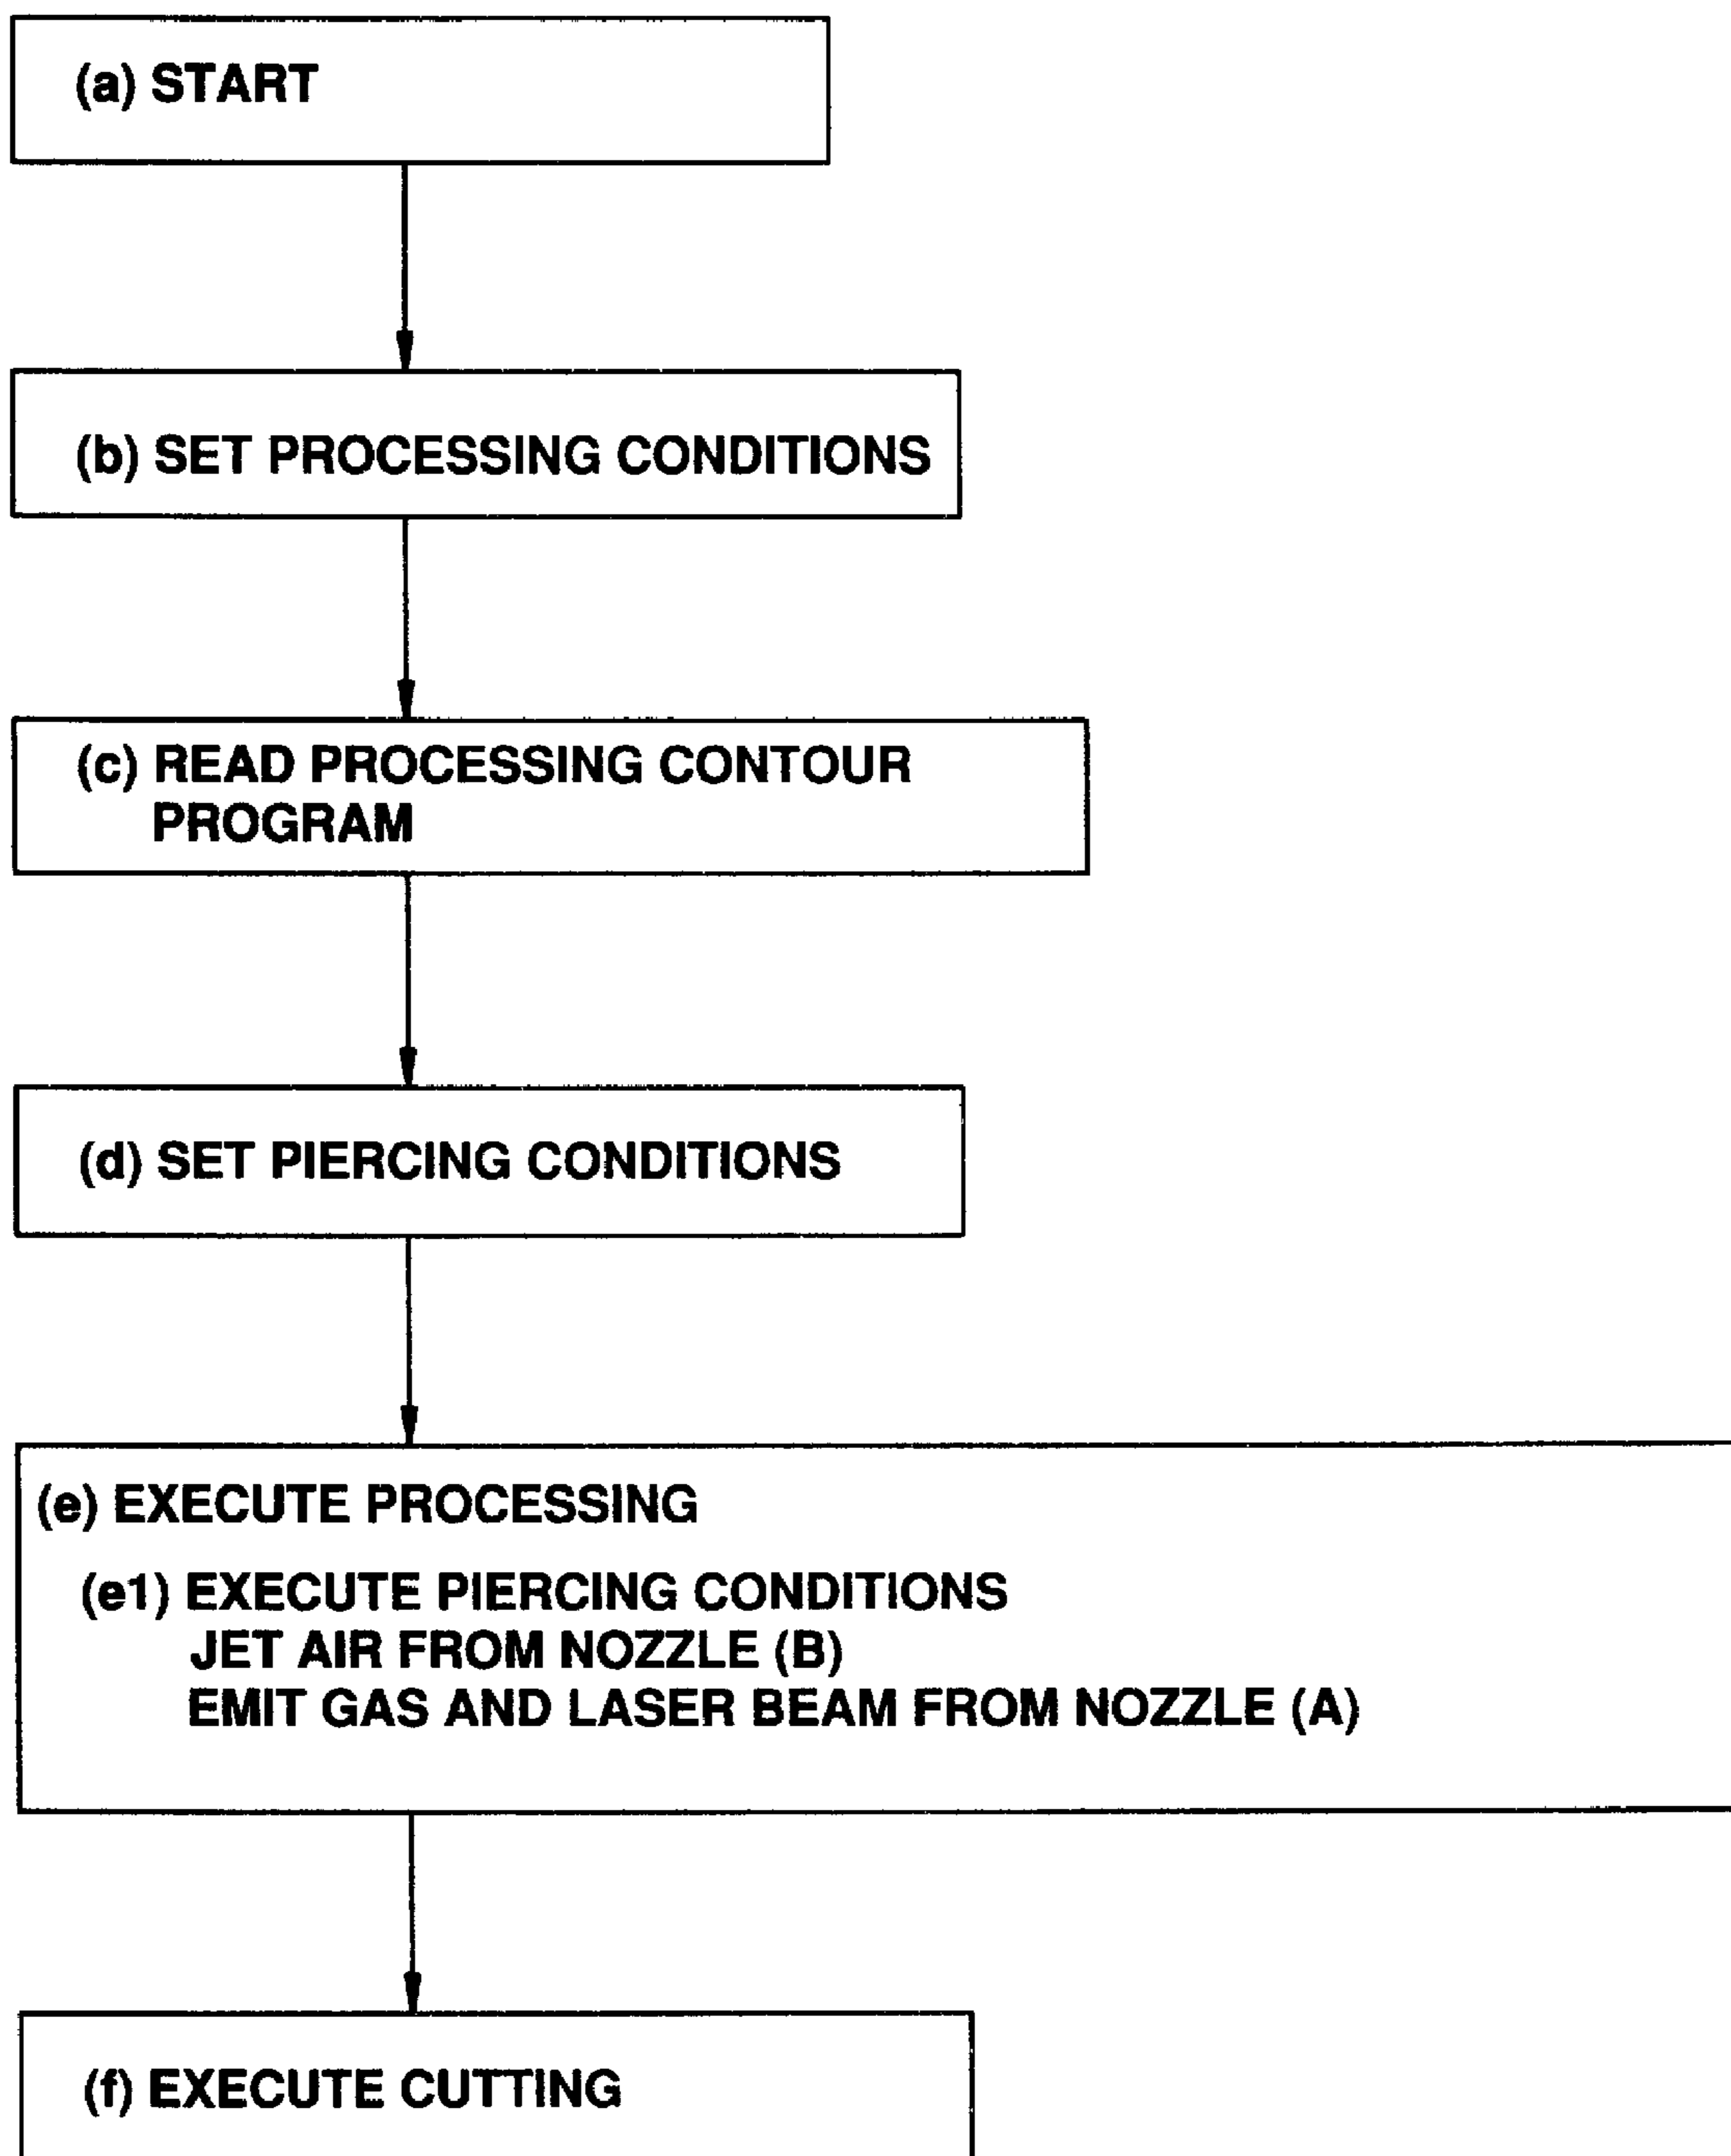 (a) START
(b) SET PROCESSING CONDITIONS
(c) READ PROCESSING CONTOUR
PROGRAM
(d) SET PIERCING CONDITIONS
(e) EXECUTE PROCESSING
(e1) EXECUTE PIERCING CONDITIONS
JET AIR FROM NOZZLE (B)
EMIT GAS AND LASER BEAM FROM NOZZLE (A)
(f) EXECUTE CUTTING